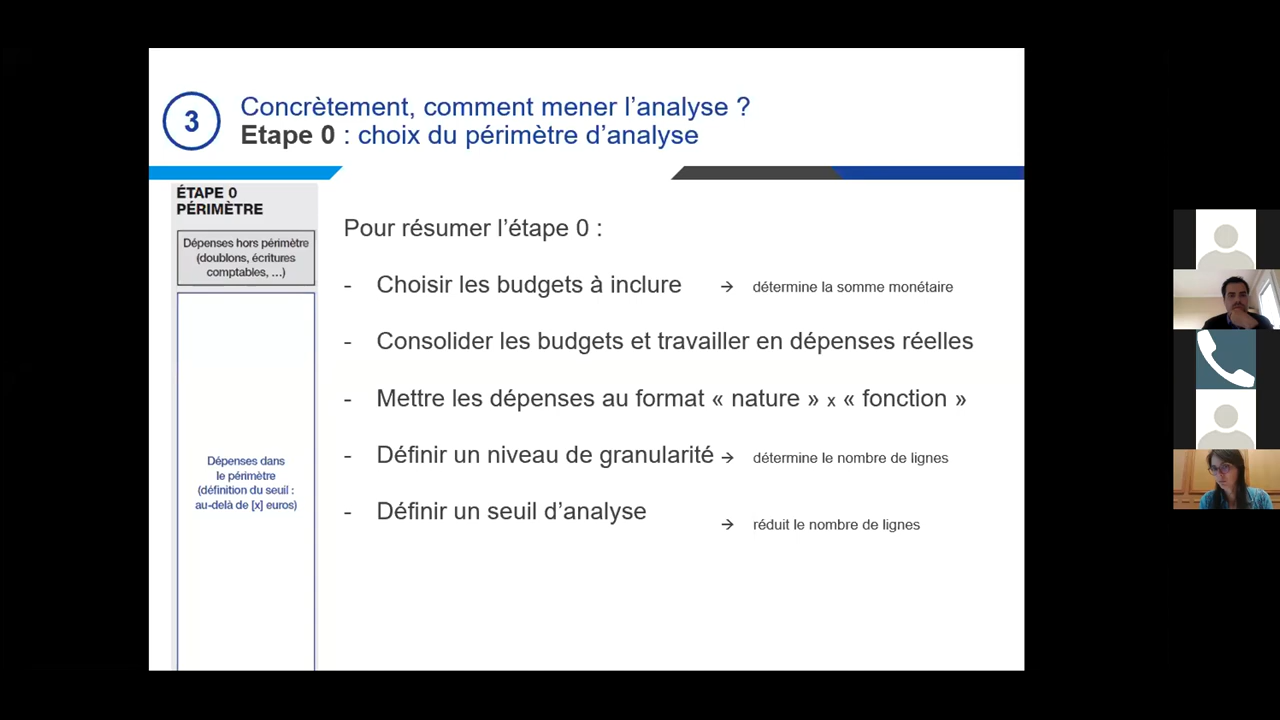 3
Concrètement, comment mener l’analyse ?
Etape 0 : choix du périmètre d’analyse
ÉTAPE 0
PÉRIMÈTRE
Dépenses hors périmètre
(doublons, écritures
comptables, ...)
Dépenses dans
le périmètre
(définition du seuil :
au-delà de [x] euros)
Pour résumer l’étape 0 :
- Choisir les budgets à inclure → détermine la somme monétaire
- Consolider les budgets et travailler en dépenses réelles
- Mettre les dépenses au format « nature » x « fonction »
- Définir un niveau de granularité → détermine le nombre de lignes
- Définir un seuil d’analyse
→ réduit le nombre de lignes